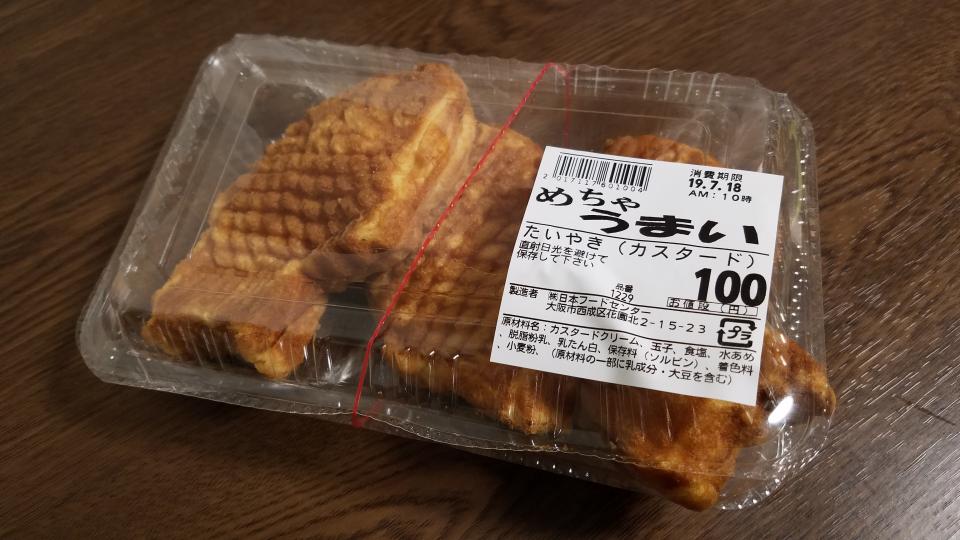 消費期限
19.7.18
AM:10時
めちゃ
うまい
たいやき(カスタード)
直射日光を避けて
保存して下さい
100
品番
1229
お値段(円)
製造者 ㈱日本フードセンター
大阪市西成区花園北2-15-23
プラ
原材料名:カスタードクリーム、玉子、食塩、水あめ
、脱脂粉乳、乳たん白、保存料(ソルビン)、着色料
、小麦粉、(原材料の一部に乳成分・大豆を含む)